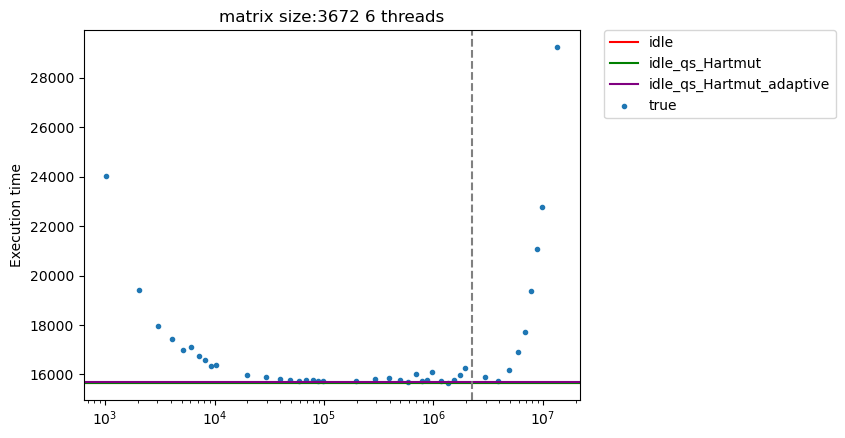 matrix size:3672 6 threads
Execution time
28000
26000
24000
22000
20000
18000
16000
10³
10⁴
10⁵
10⁶
10⁷
idle
idle_qs_Hartmut
idle_qs_Hartmut_adaptive
true